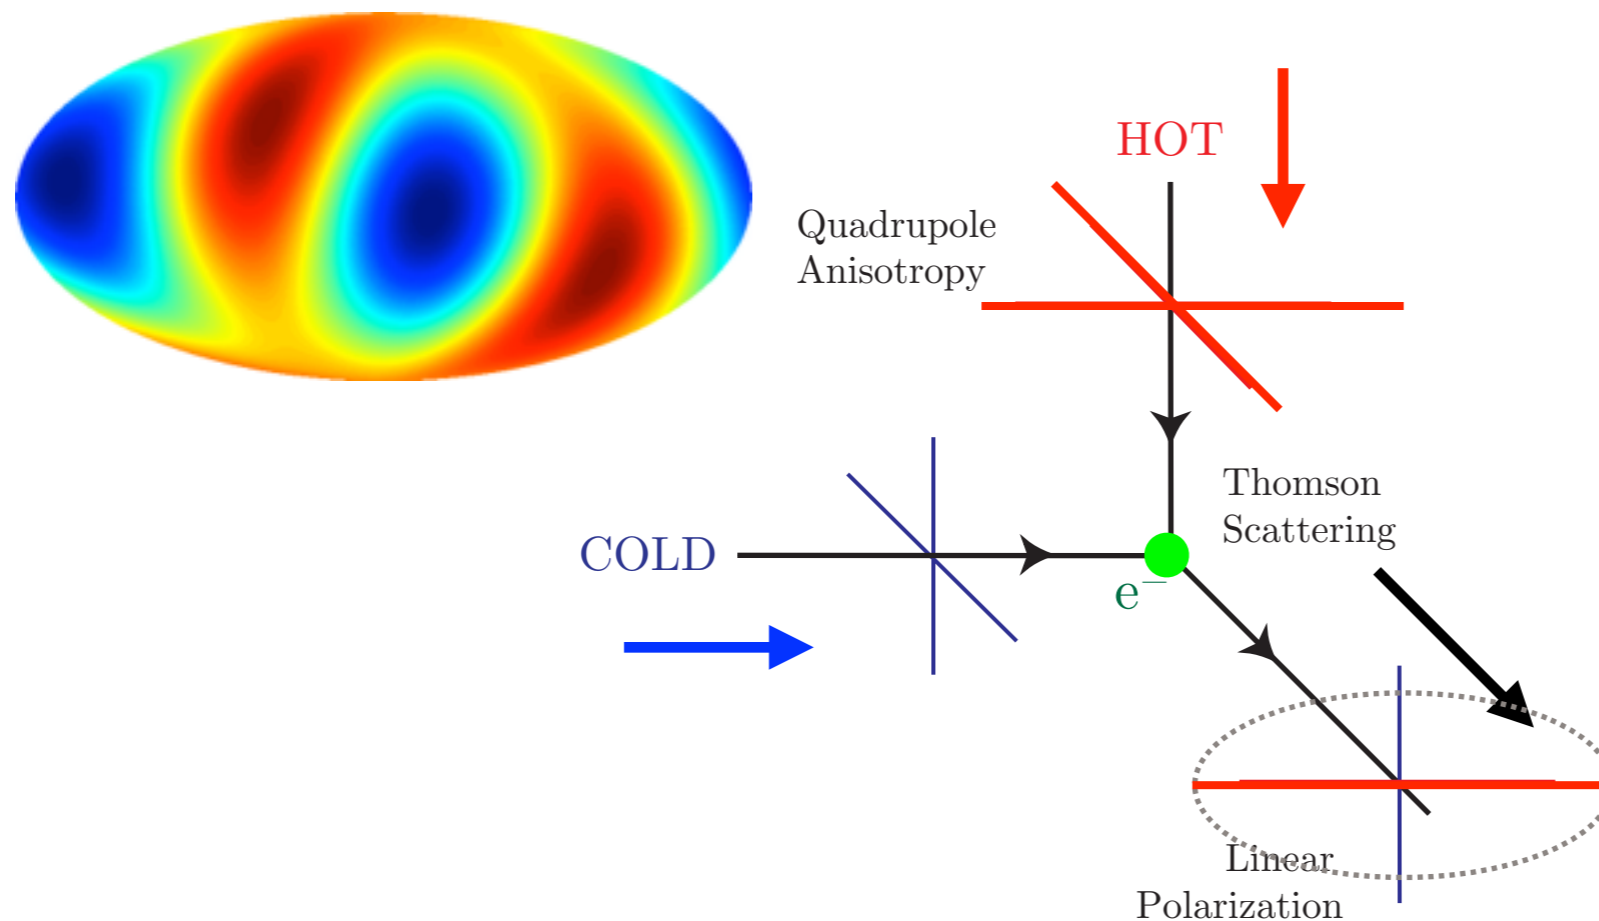 HOT
Quadrupole
Anisotropy
Thomson
Scattering
COLD
e⁻
Linear
Polarization